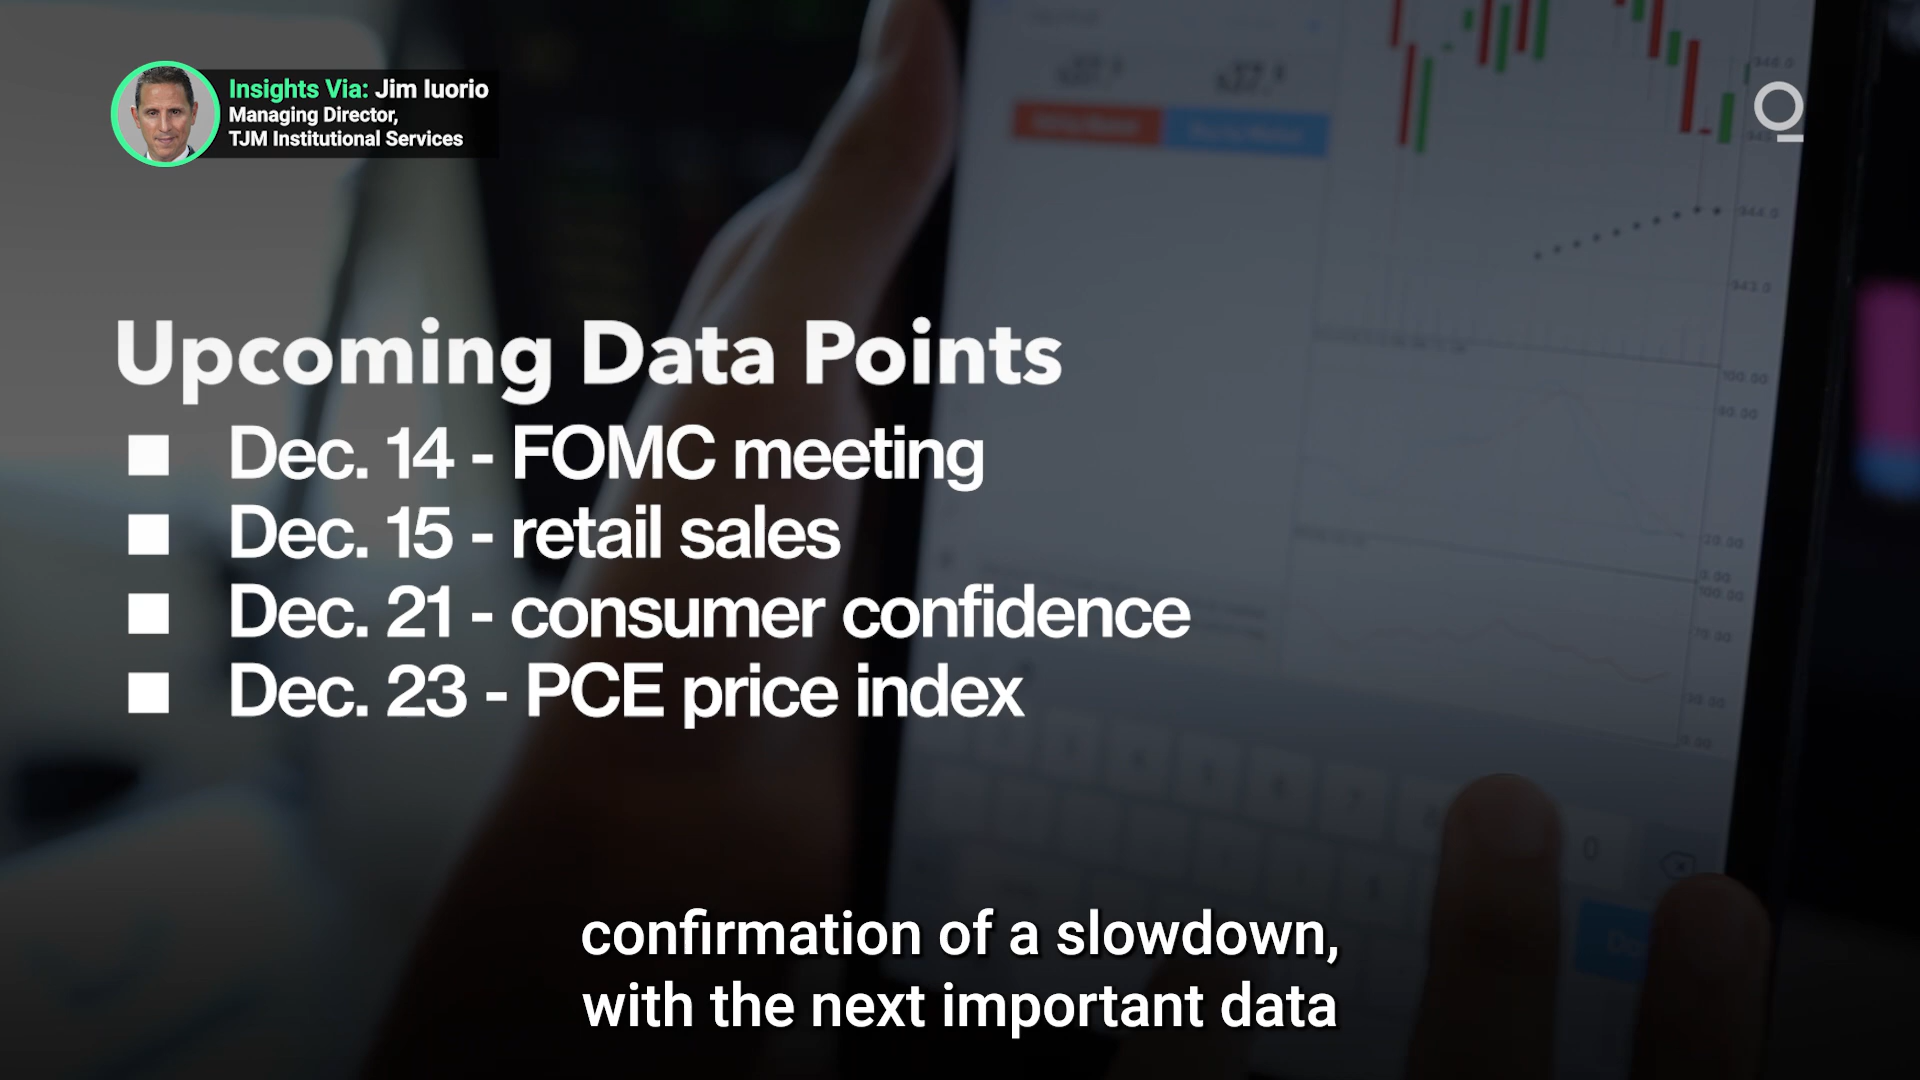 Insights Via: Jim Iuorio
Managing Director,
TJM Institutional Services
Upcoming Data Points
Dec. 14 - FOMC meeting
Dec. 15 - retail sales
Dec. 21 - consumer confidence
Dec. 23 - PCE price index
confirmation of a slowdown,
with the next important data